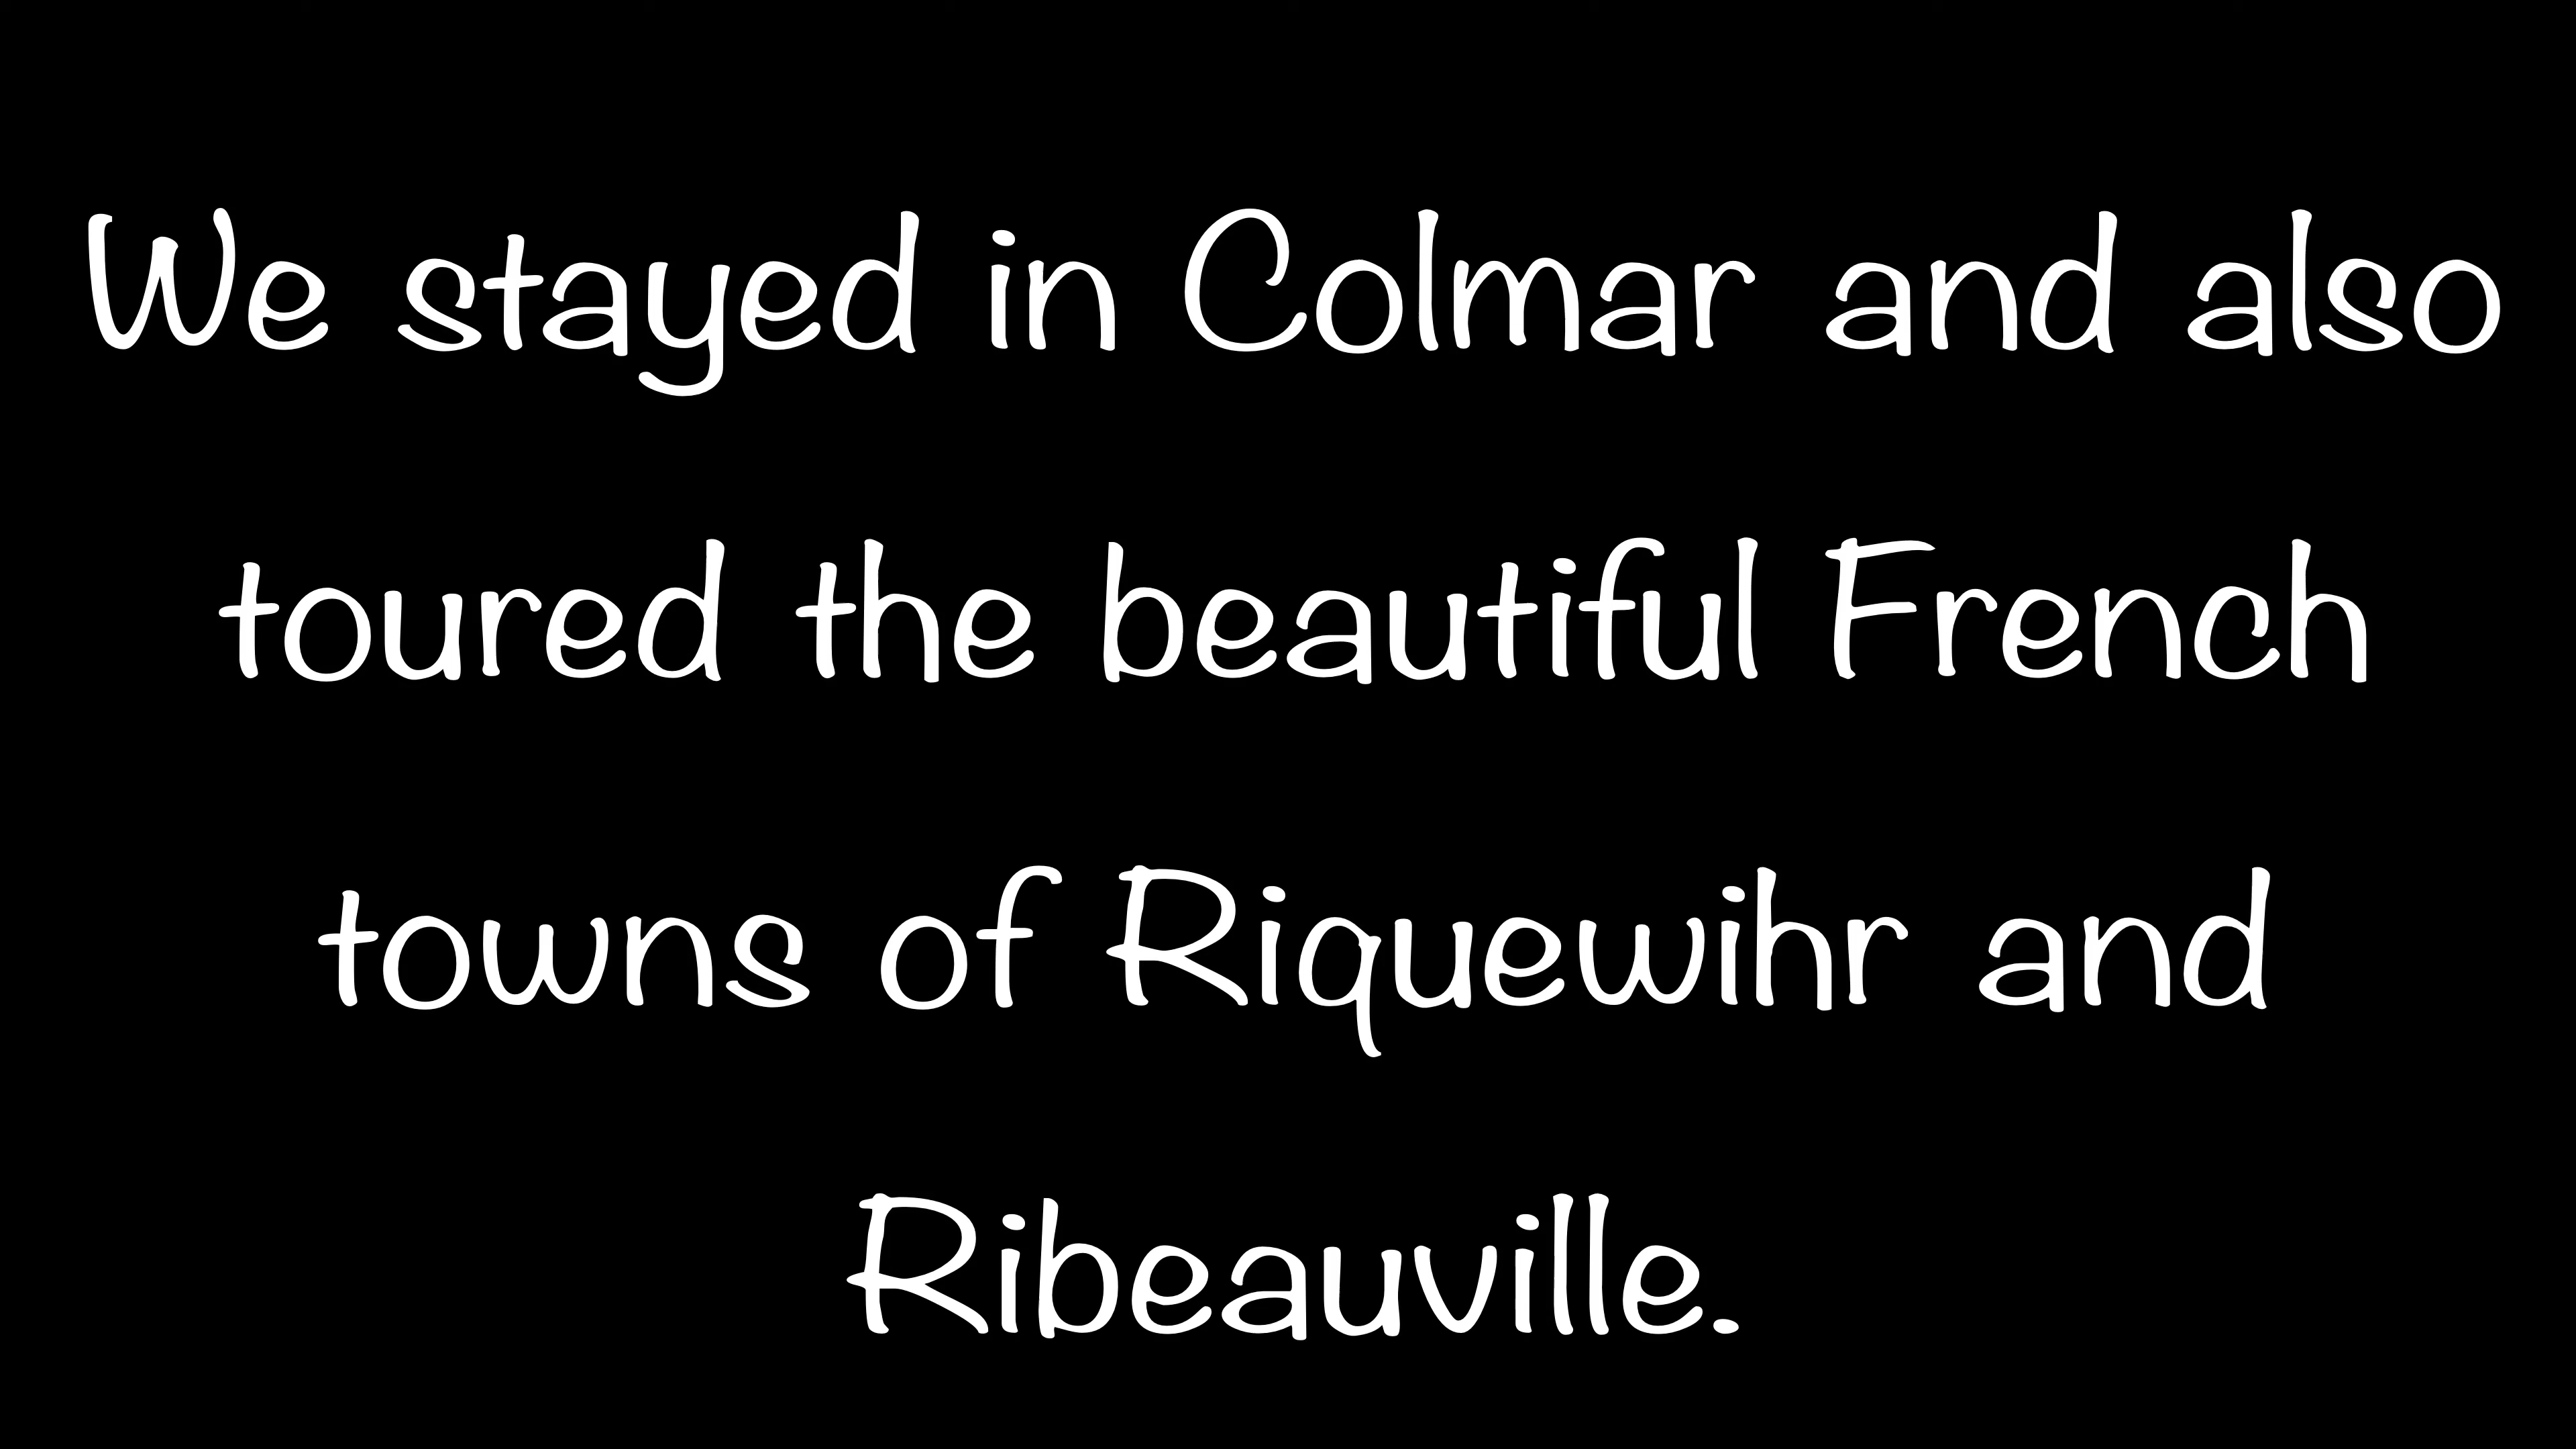 We stayed in Colmar and also
toured the beautiful French
towns of Riquewihr and
Ribeauville.